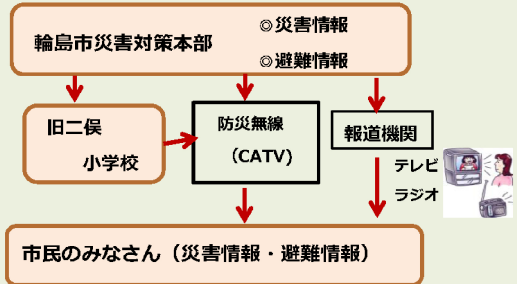 輪島市災害対策本部
◎災害情報
◎避難情報
旧二俣
小学校
防災無線
（CATV）
報道機関
テレビ
ラジオ
市民のみなさん（災害情報・避難情報）